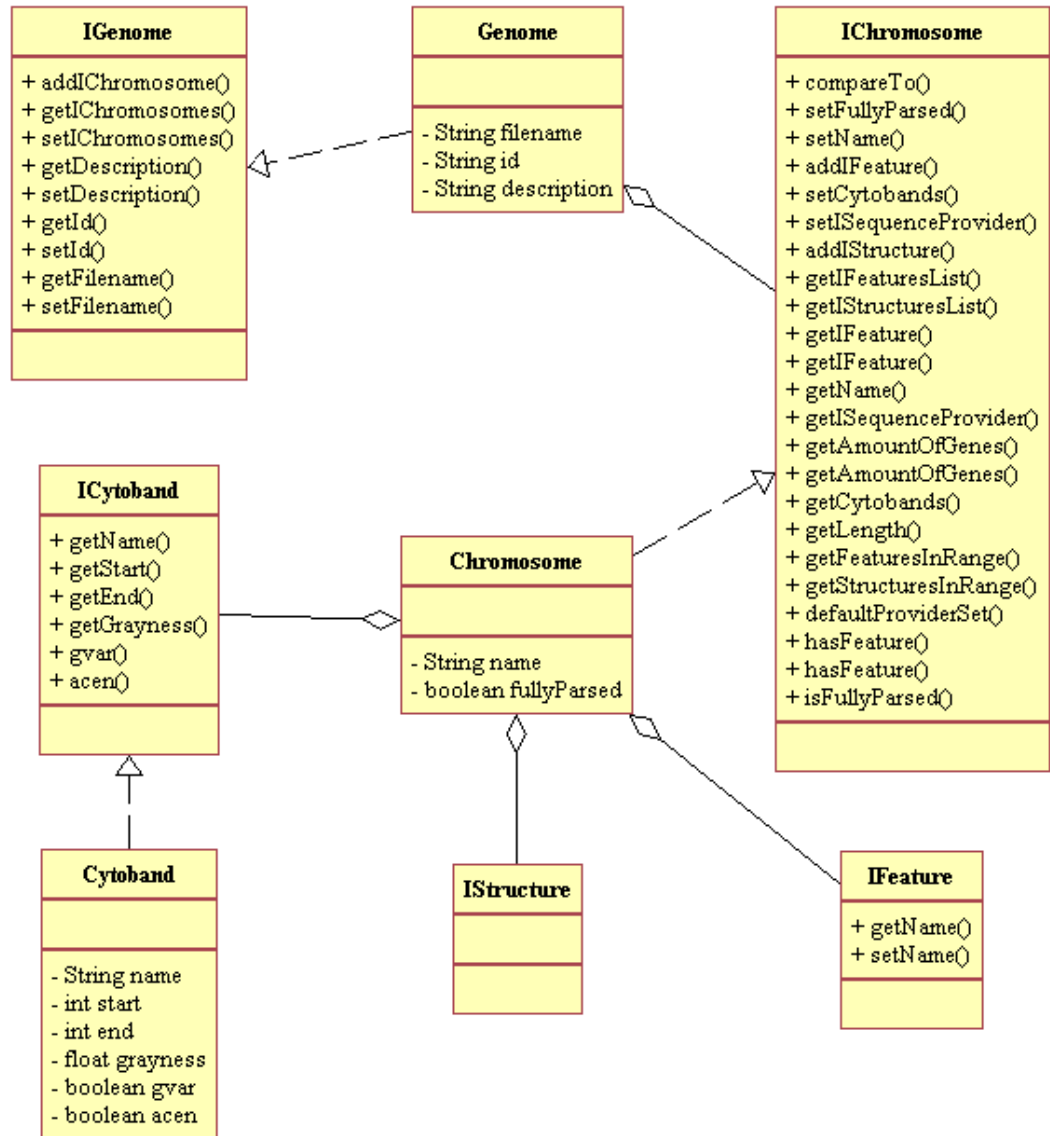 IGenome
+ addIChromosome()
+ getIChromosomes()
+ setIChromosomes()
+ getDescription()
+ setDescription()
+ getId()
+ setId()
+ getFilename()
+ setFilename()
Genome
- String filename
- String id
- String description
IChromosome
+ compareTo()
+ setFullyParsed()
+ setName()
+ addIFeature()
+ setCytobands()
+ setISequenceProvider()
+ addIStructure()
+ getIFeaturesList()
+ getIStructuresList()
+ getIFeature()
+ getIFeature()
+ getName()
+ getISequenceProvider()
+ getAmountOfGenes()
+ getAmountOfGenes()
+ getCytobands()
+ getLength()
+ getFeaturesInRange()
+ getStructuresInRange()
+ defaultProviderSet()
+ hasFeature()
+ hasFeature()
+ isFullyParsed()
ICytoband
+ getName()
+ getStart()
+ getEnd()
+ getGrayness()
+ gvar()
+ acen()
Chromosome
- String name
- boolean fullyParsed
Cytoband
- String name
- int start
- int end
- float grayness
- boolean gvar
- boolean acen
IStructure
IFeature
+ getName()
+ setName()